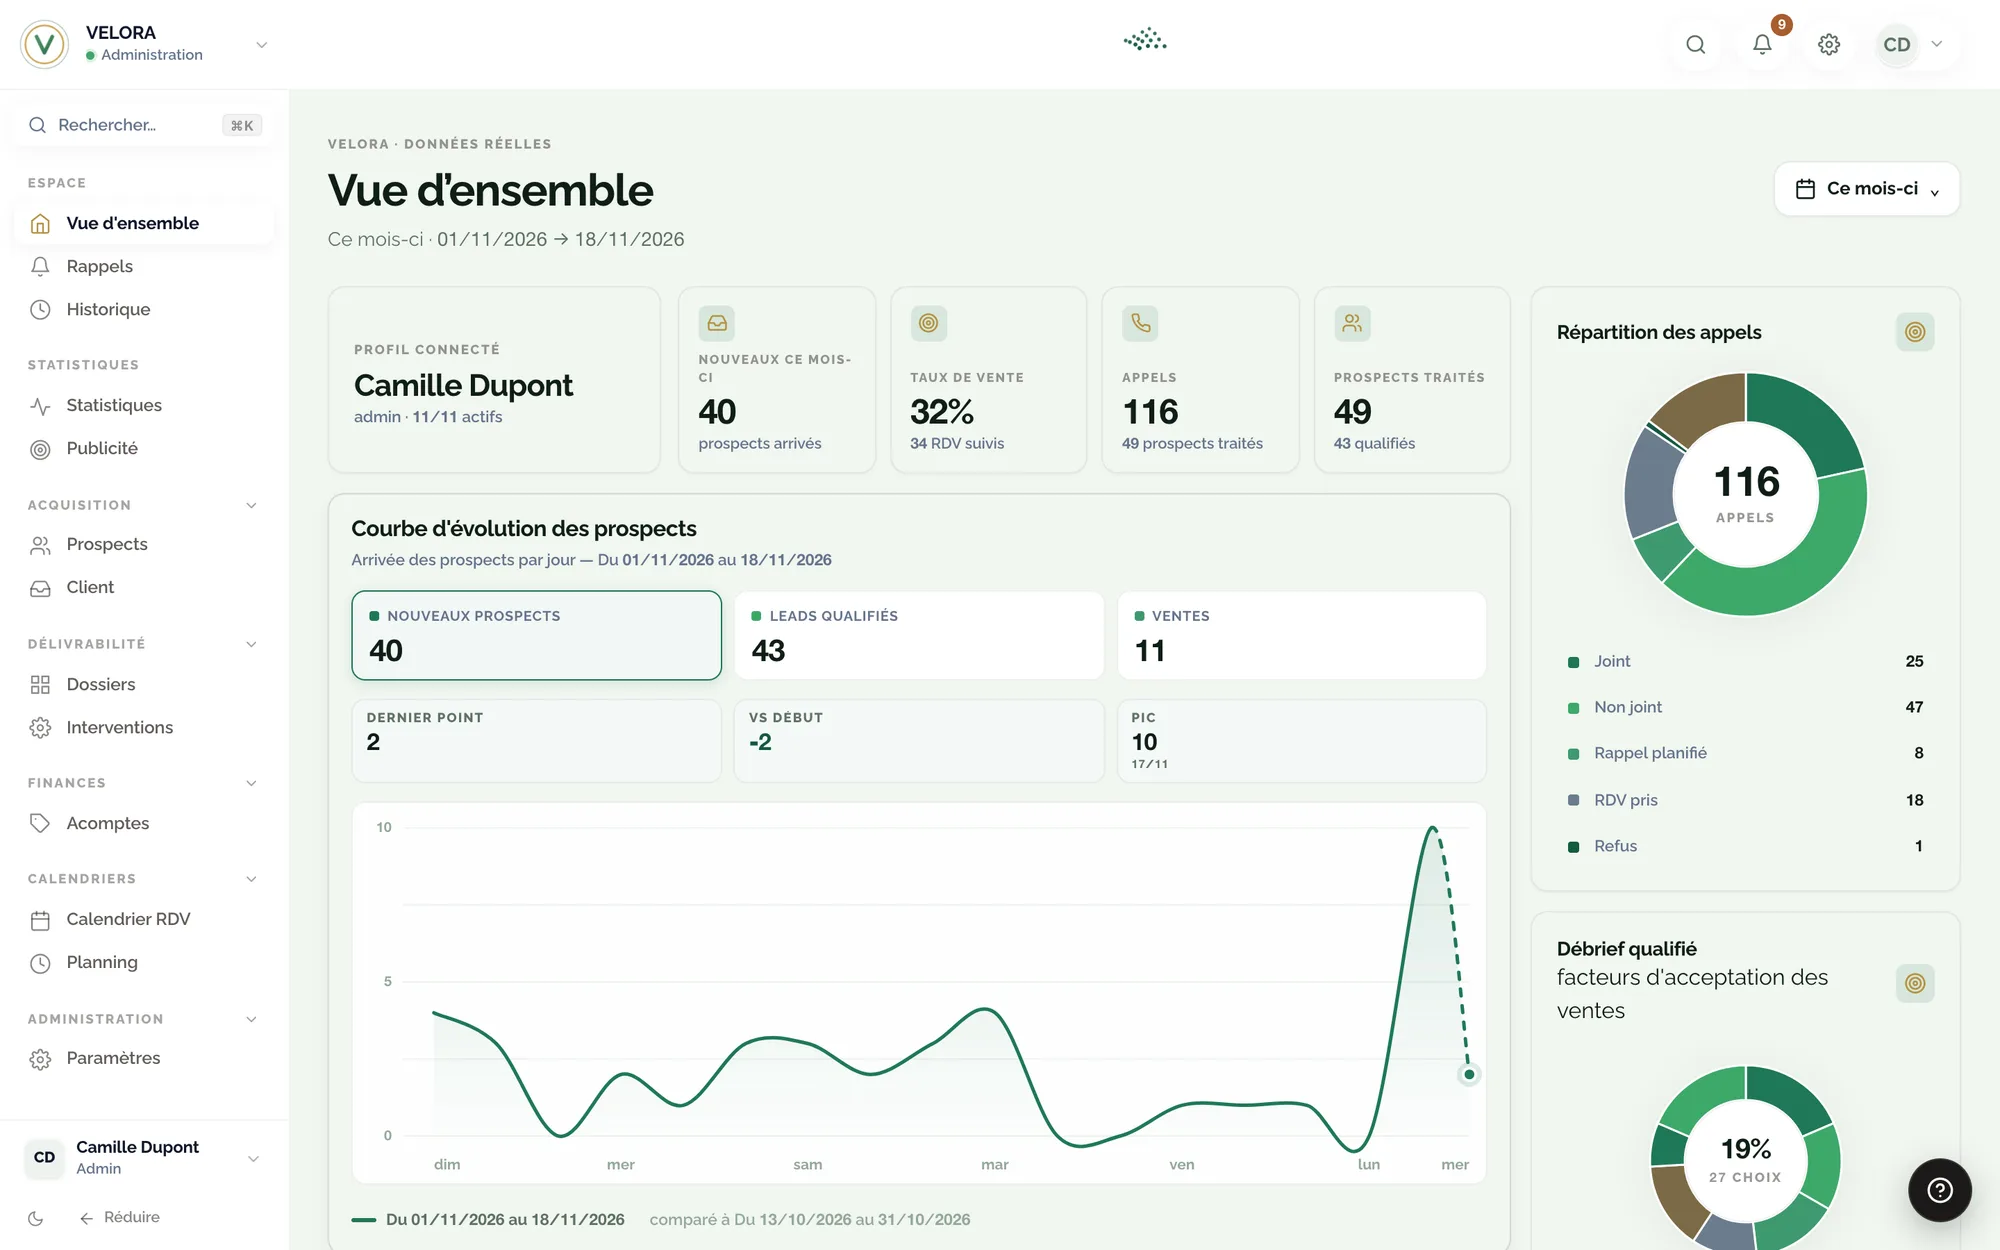 VELORA
Administration
9
CD
Rechercher...
⌘K
ESPACE
Vue d'ensemble
Rappels
Historique
STATISTIQUES
Statistiques
Publicité
ACQUISITION
Prospects
Client
DÉLIVRABILITÉ
Dossiers
Interventions
FINANCES
Acomptes
CALENDRIERS
Calendrier RDV
Planning
ADMINISTRATION
Paramètres
CD
Camille Dupont
Admin
← Réduire
VELORA · DONNÉES RÉELLES
Vue d’ensemble
Ce mois-ci · 01/11/2026 → 18/11/2026
Ce mois-ci
PROFIL CONNECTÉ
Camille Dupont
admin · 11/11 actifs
NOUVEAUX CE MOIS-
CI
40
prospects arrivés
TAUX DE VENTE
32%
34 RDV suivis
APPELS
116
49 prospects traités
PROSPECTS TRAITÉS
49
43 qualifiés
Courbe d'évolution des prospects
Arrivée des prospects par jour — Du 01/11/2026 au 18/11/2026
NOUVEAUX PROSPECTS
40
LEADS QUALIFIÉS
43
VENTES
11
DERNIER POINT
2
VS DÉBUT
-2
PIC
10
17/11
10
5
0
dim
mer
sam
mar
ven
lun
mer
Du 01/11/2026 au 18/11/2026
comparé à Du 13/10/2026 au 31/10/2026
Répartition des appels
116
APPELS
Joint 25
Non joint 47
Rappel planifié 8
RDV pris 18
Refus 1
Débrief qualifié
facteurs d'acceptation des
ventes
19%
27 CHOIX